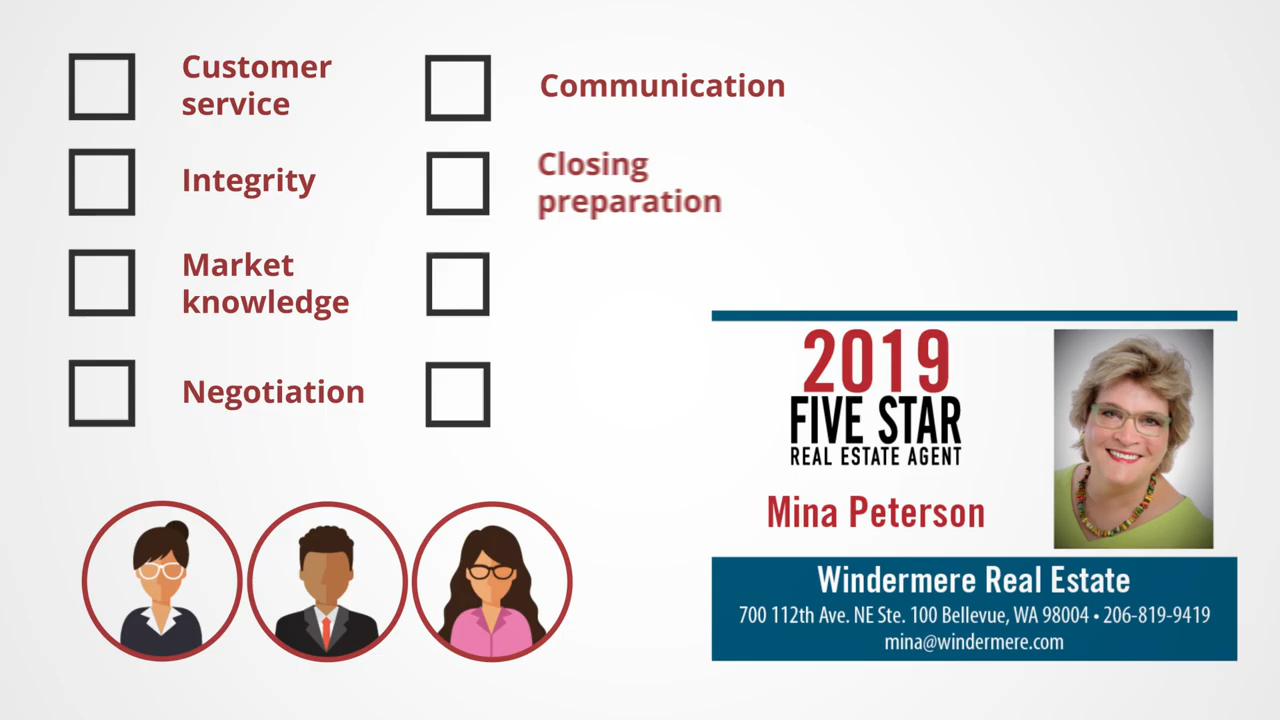 Customer
service
Integrity
Market
knowledge
Negotiation
Communication
Closing
preparation
2019
FIVE STAR
REAL ESTATE AGENT
Mina Peterson
Windermere Real Estate
700 112th Ave. NE Ste. 100 Bellevue, WA 98004 • 206-819-9419
mina@windermere.com